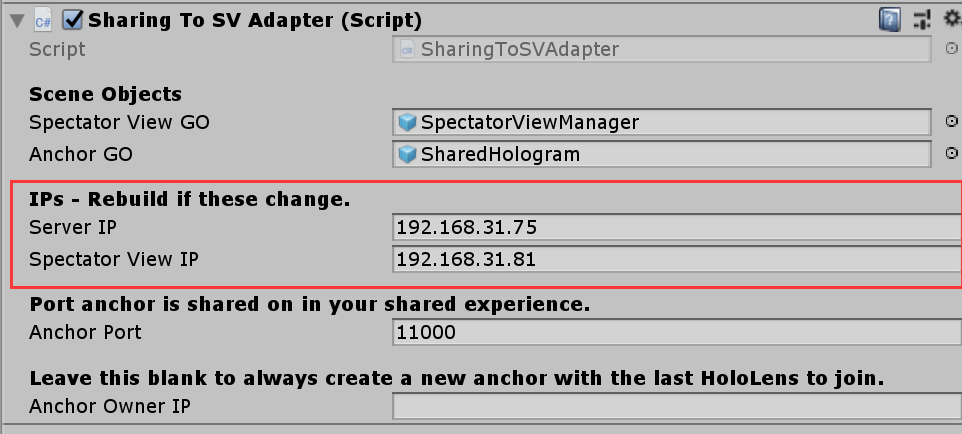 Sharing To SV Adapter (Script)
Script SharingToSVAdapter
Scene Objects
Spectator View GO SpectatorViewManager
Anchor GO SharedHologram
IPs - Rebuild if these change.
Server IP 192.168.31.75
Spectator View IP 192.168.31.81
Port anchor is shared on in your shared experience.
Anchor Port 11000
Leave this blank to always create a new anchor with the last HoloLens to join.
Anchor Owner IP